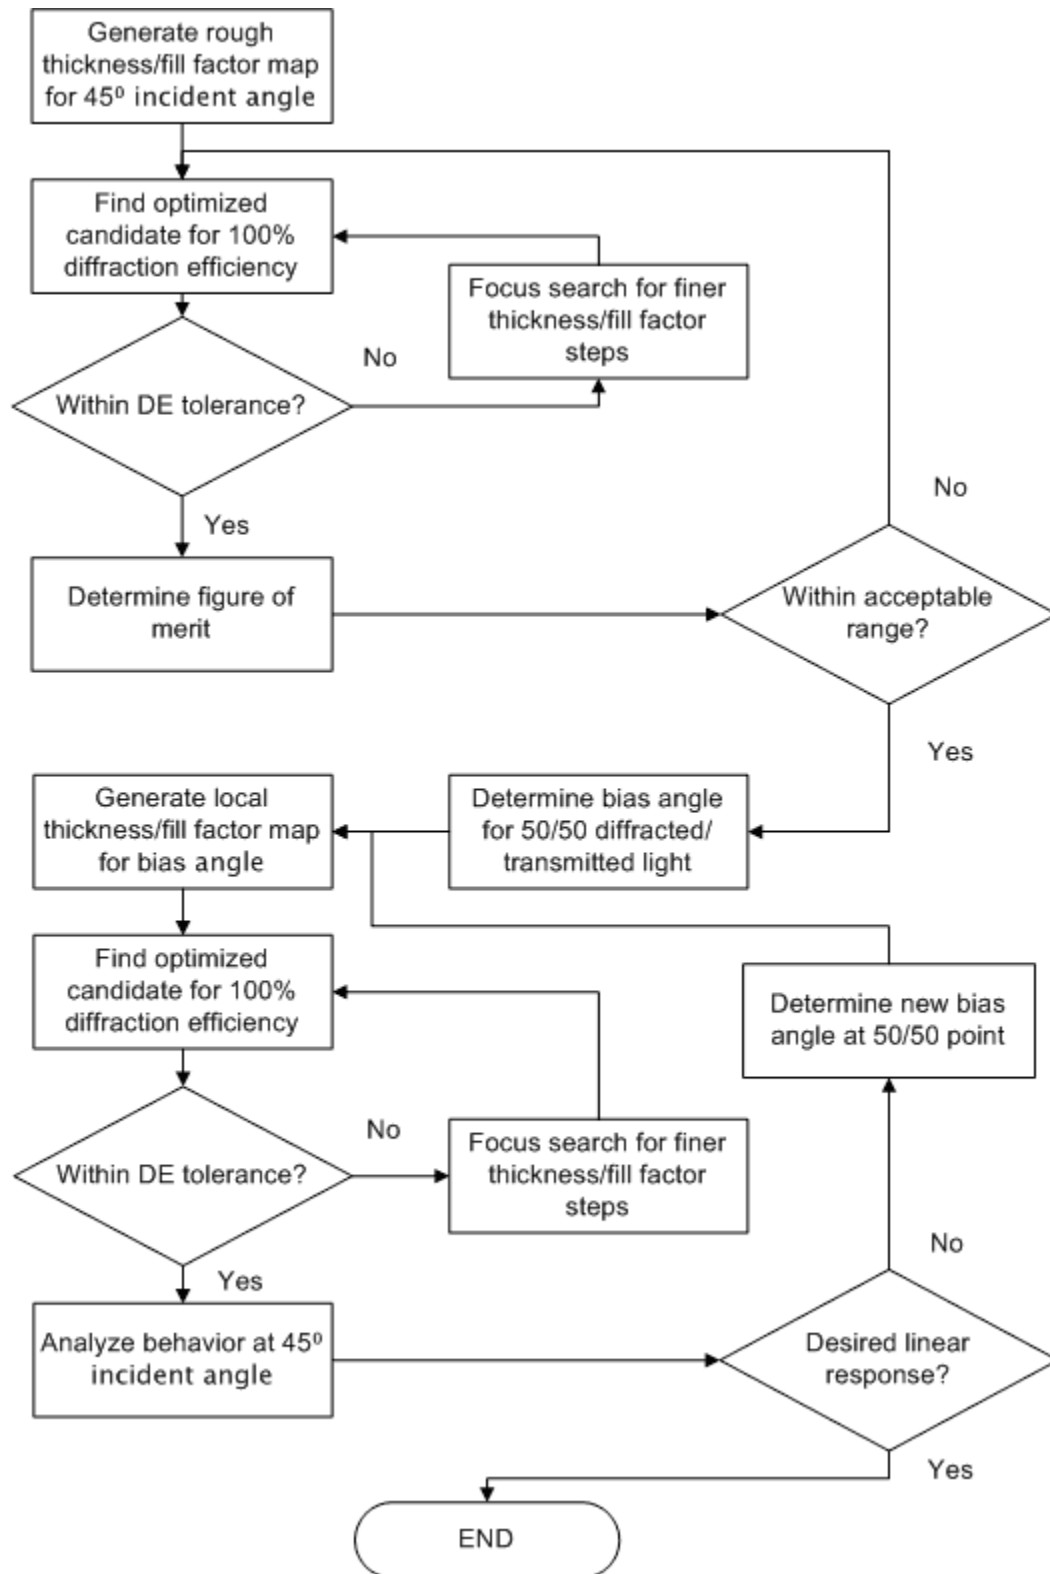 Generate rough
thickness/fill factor map
for 45⁰ incident angle
Find optimized
candidate for 100%
diffraction efficiency
Focus search for finer
thickness/fill factor
steps
No
Within DE tolerance?
No
Yes
Determine figure of
merit
Within acceptable
range?
Yes
Generate local
thickness/fill factor map
for bias angle
Determine bias angle
for 50/50 diffracted/
transmitted light
Find optimized
candidate for 100%
diffraction efficiency
Determine new bias
angle at 50/50 point
No
Focus search for finer
thickness/fill factor
steps
Within DE tolerance?
No
Yes
Analyze behavior at 45⁰
incident angle
Desired linear
response?
Yes
END